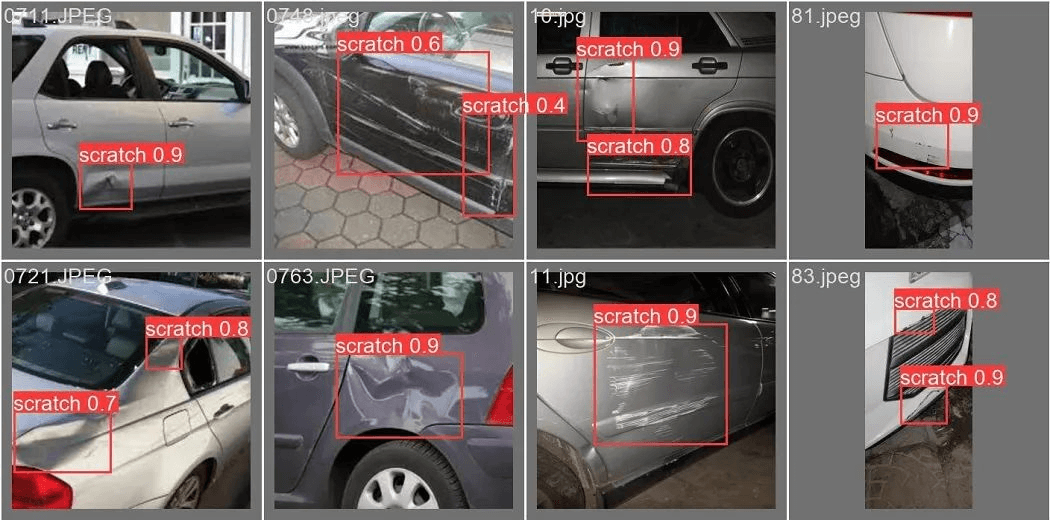 0711.JPEG
scratch 0.9
0748.jpeg
scratch 0.6
scratch 0.4
10.jpg
scratch 0.9
scratch 0.8
81.jpeg
scratch 0.9
0721.JPEG
scratch 0.8
scratch 0.7
0763.JPEG
scratch 0.9
11.jpg
scratch 0.9
83.jpeg
scratch 0.8
scratch 0.9
RENT